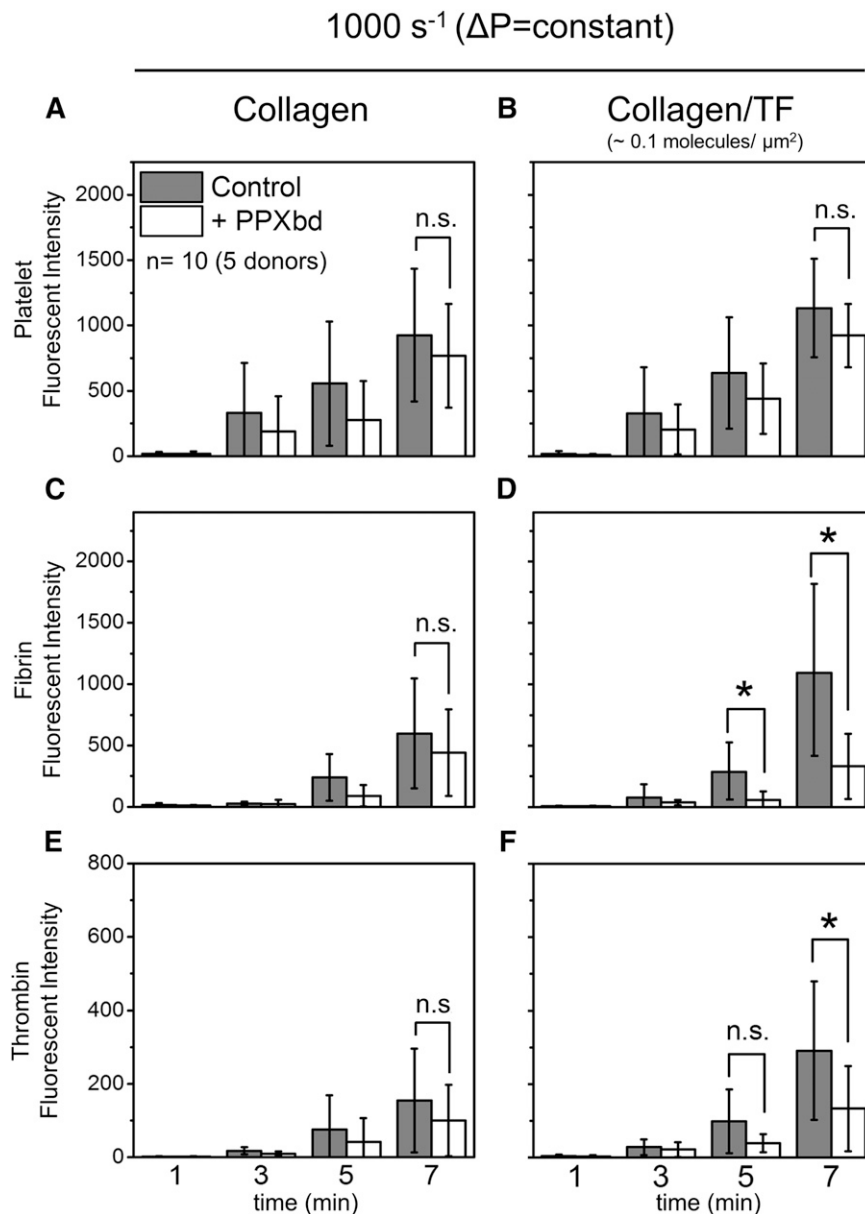 1000 s⁻¹ (ΔP=constant)
A
Collagen
B
Collagen/TF
(~ 0.1 molecules/ µm²)
Platelet
Fluorescent Intensity
2000
1500
1000
500
0
Control
+ PPXbd
n= 10 (5 donors)
n.s.
n.s.
C
D
Fibrin
Fluorescent Intensity
2000
1500
1000
500
0
n.s.
*
*
E
F
Thrombin
Fluorescent Intensity
800
600
400
200
0
n.s
n.s.
*
1 3 5 7
time (min)
1 3 5 7
time (min)